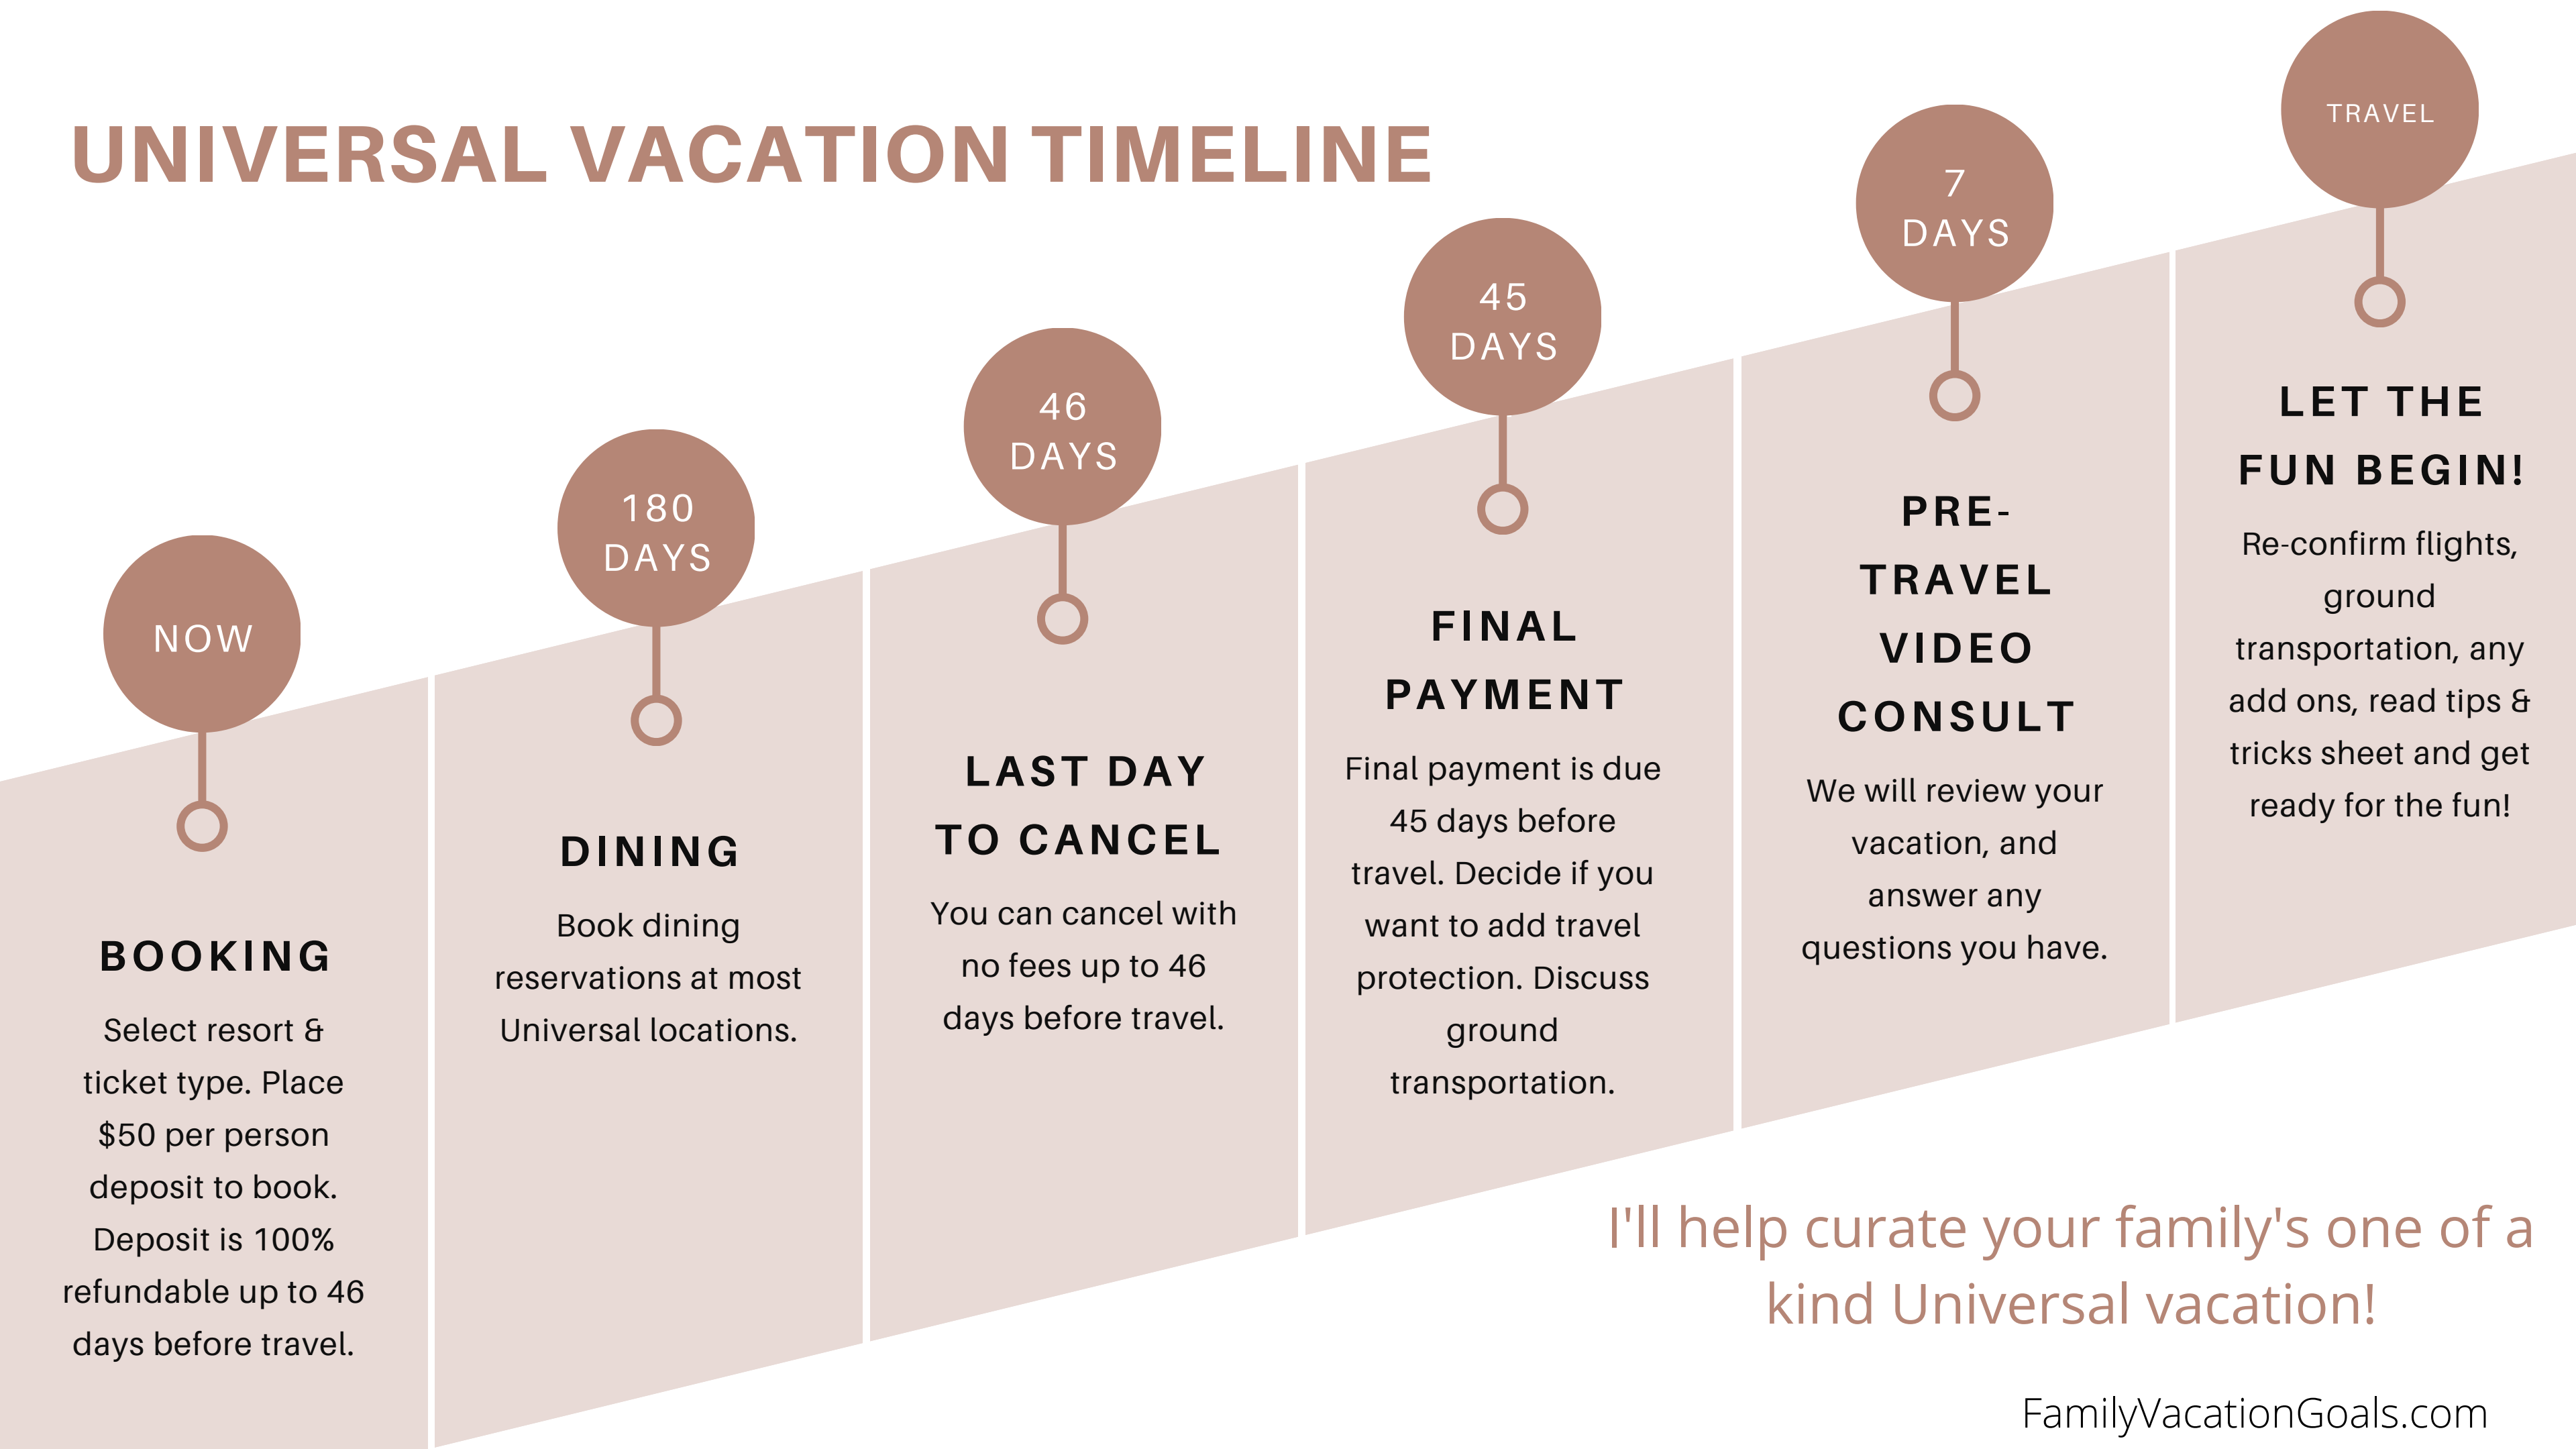 UNIVERSAL VACATION TIMELINE
NOW
BOOKING
Select resort &
ticket type. Place
$50 per person
deposit to book.
Deposit is 100%
refundable up to 46
days before travel.
180
DAYS
DINING
Book dining
reservations at most
Universal locations.
46
DAYS
LAST DAY
TO CANCEL
You can cancel with
no fees up to 46
days before travel.
45
DAYS
FINAL
PAYMENT
Final payment is due
45 days before
travel. Decide if you
want to add travel
protection. Discuss
ground
transportation.
7
DAYS
PRE-
TRAVEL
VIDEO
CONSULT
We will review your
vacation, and
answer any
questions you have.
TRAVEL
LET THE
FUN BEGIN!
Re-confirm flights,
ground
transportation, any
add ons, read tips &
tricks sheet and get
ready for the fun!
I'll help curate your family's one of a
kind Universal vacation!
FamilyVacationGoals.com